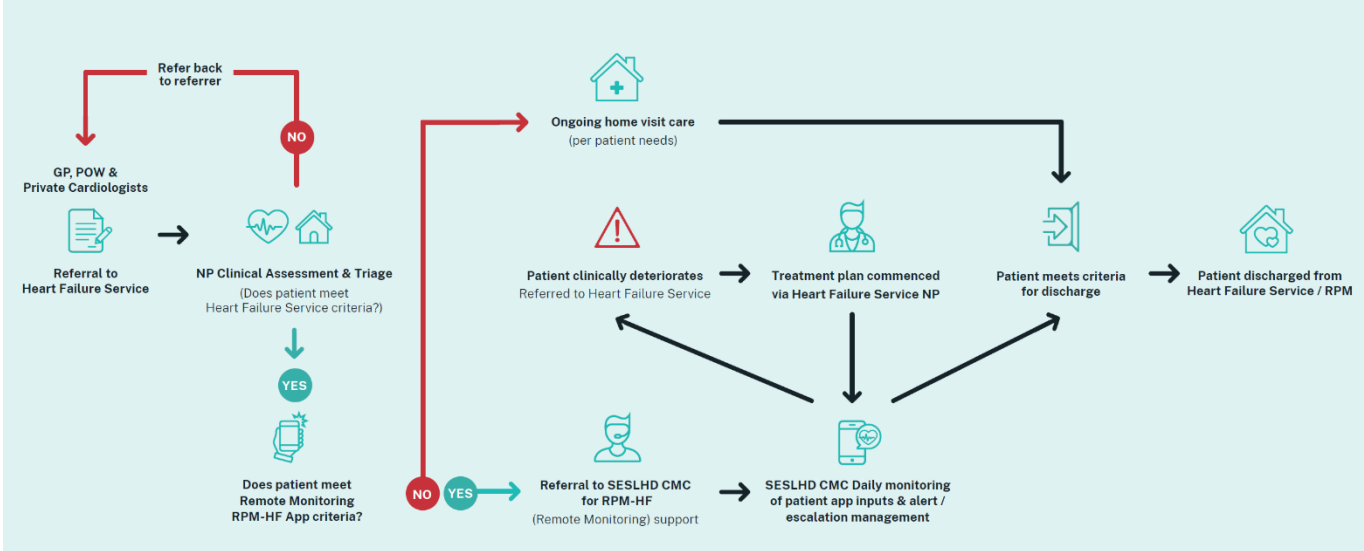 Refer back
to referrer
NO
GP, POW &
Private Cardiologists
Referral to
Heart Failure Service
NP Clinical Assessment & Triage
(Does patient meet
Heart Failure Service criteria?)
YES
Does patient meet
Remote Monitoring
RPM-HF App criteria?
NO
YES
Ongoing home visit care
(per patient needs)
Patient clinically deteriorates
Referred to Heart Failure Service
Treatment plan commenced
via Heart Failure Service NP
Patient meets criteria
for discharge
Patient discharged from
Heart Failure Service / RPM
Referral to SESLHD CMC
for RPM-HF
(Remote Monitoring) support
SESLHD CMC Daily monitoring
of patient app inputs & alert /
escalation management